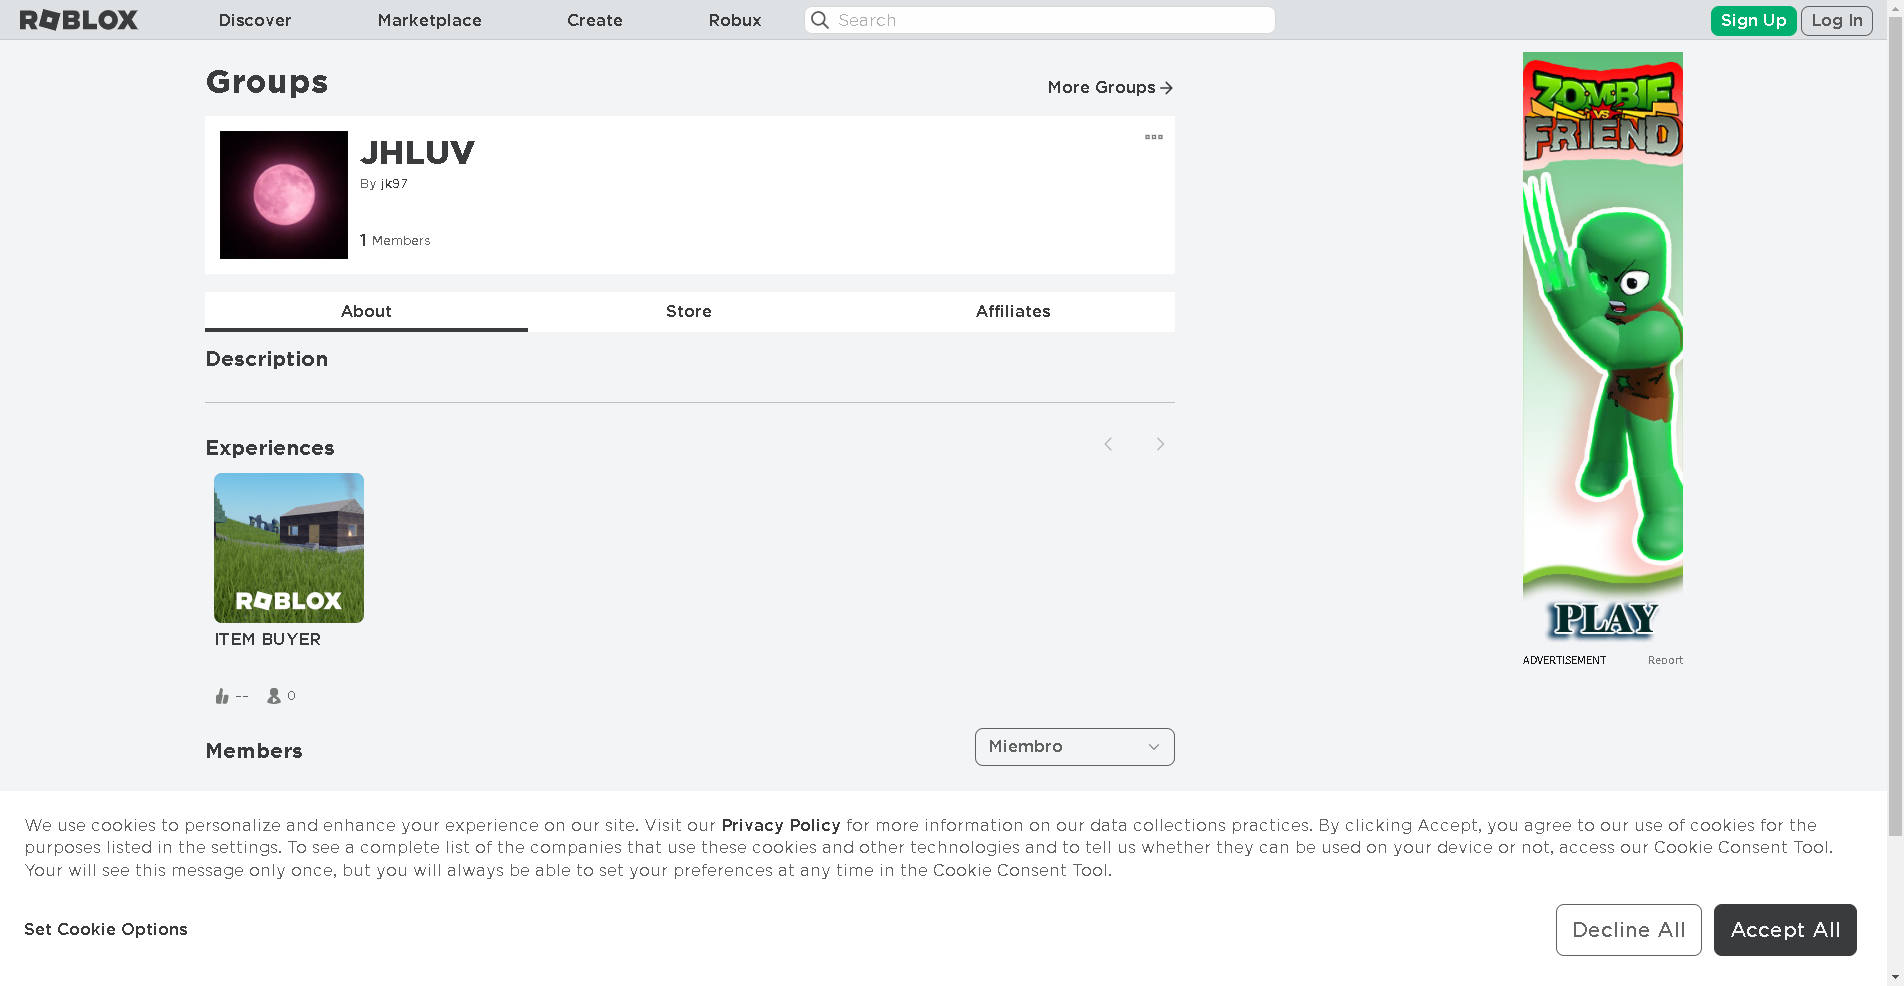 ROBLOX
Discover
Marketplace
Create
Robux
Search
Sign Up
Log In
Groups
More Groups
JHLUV
By jk97
1 Members
About
Store
Affiliates
Description
Experiences
ROBLOX
ITEM BUYER
--
0
Members
Miembro
ZOMBIE
VS
FRIEND
PLAY
ADVERTISEMENT
Report
We use cookies to personalize and enhance your experience on our site. Visit our Privacy Policy for more information on our data collections practices. By clicking Accept, you agree to our use of cookies for the
purposes listed in the settings. To see a complete list of the companies that use these cookies and other technologies and to tell us whether they can be used on your device or not, access our Cookie Consent Tool.
Your will see this message only once, but you will always be able to set your preferences at any time in the Cookie Consent Tool.
Set Cookie Options
Decline All
Accept All